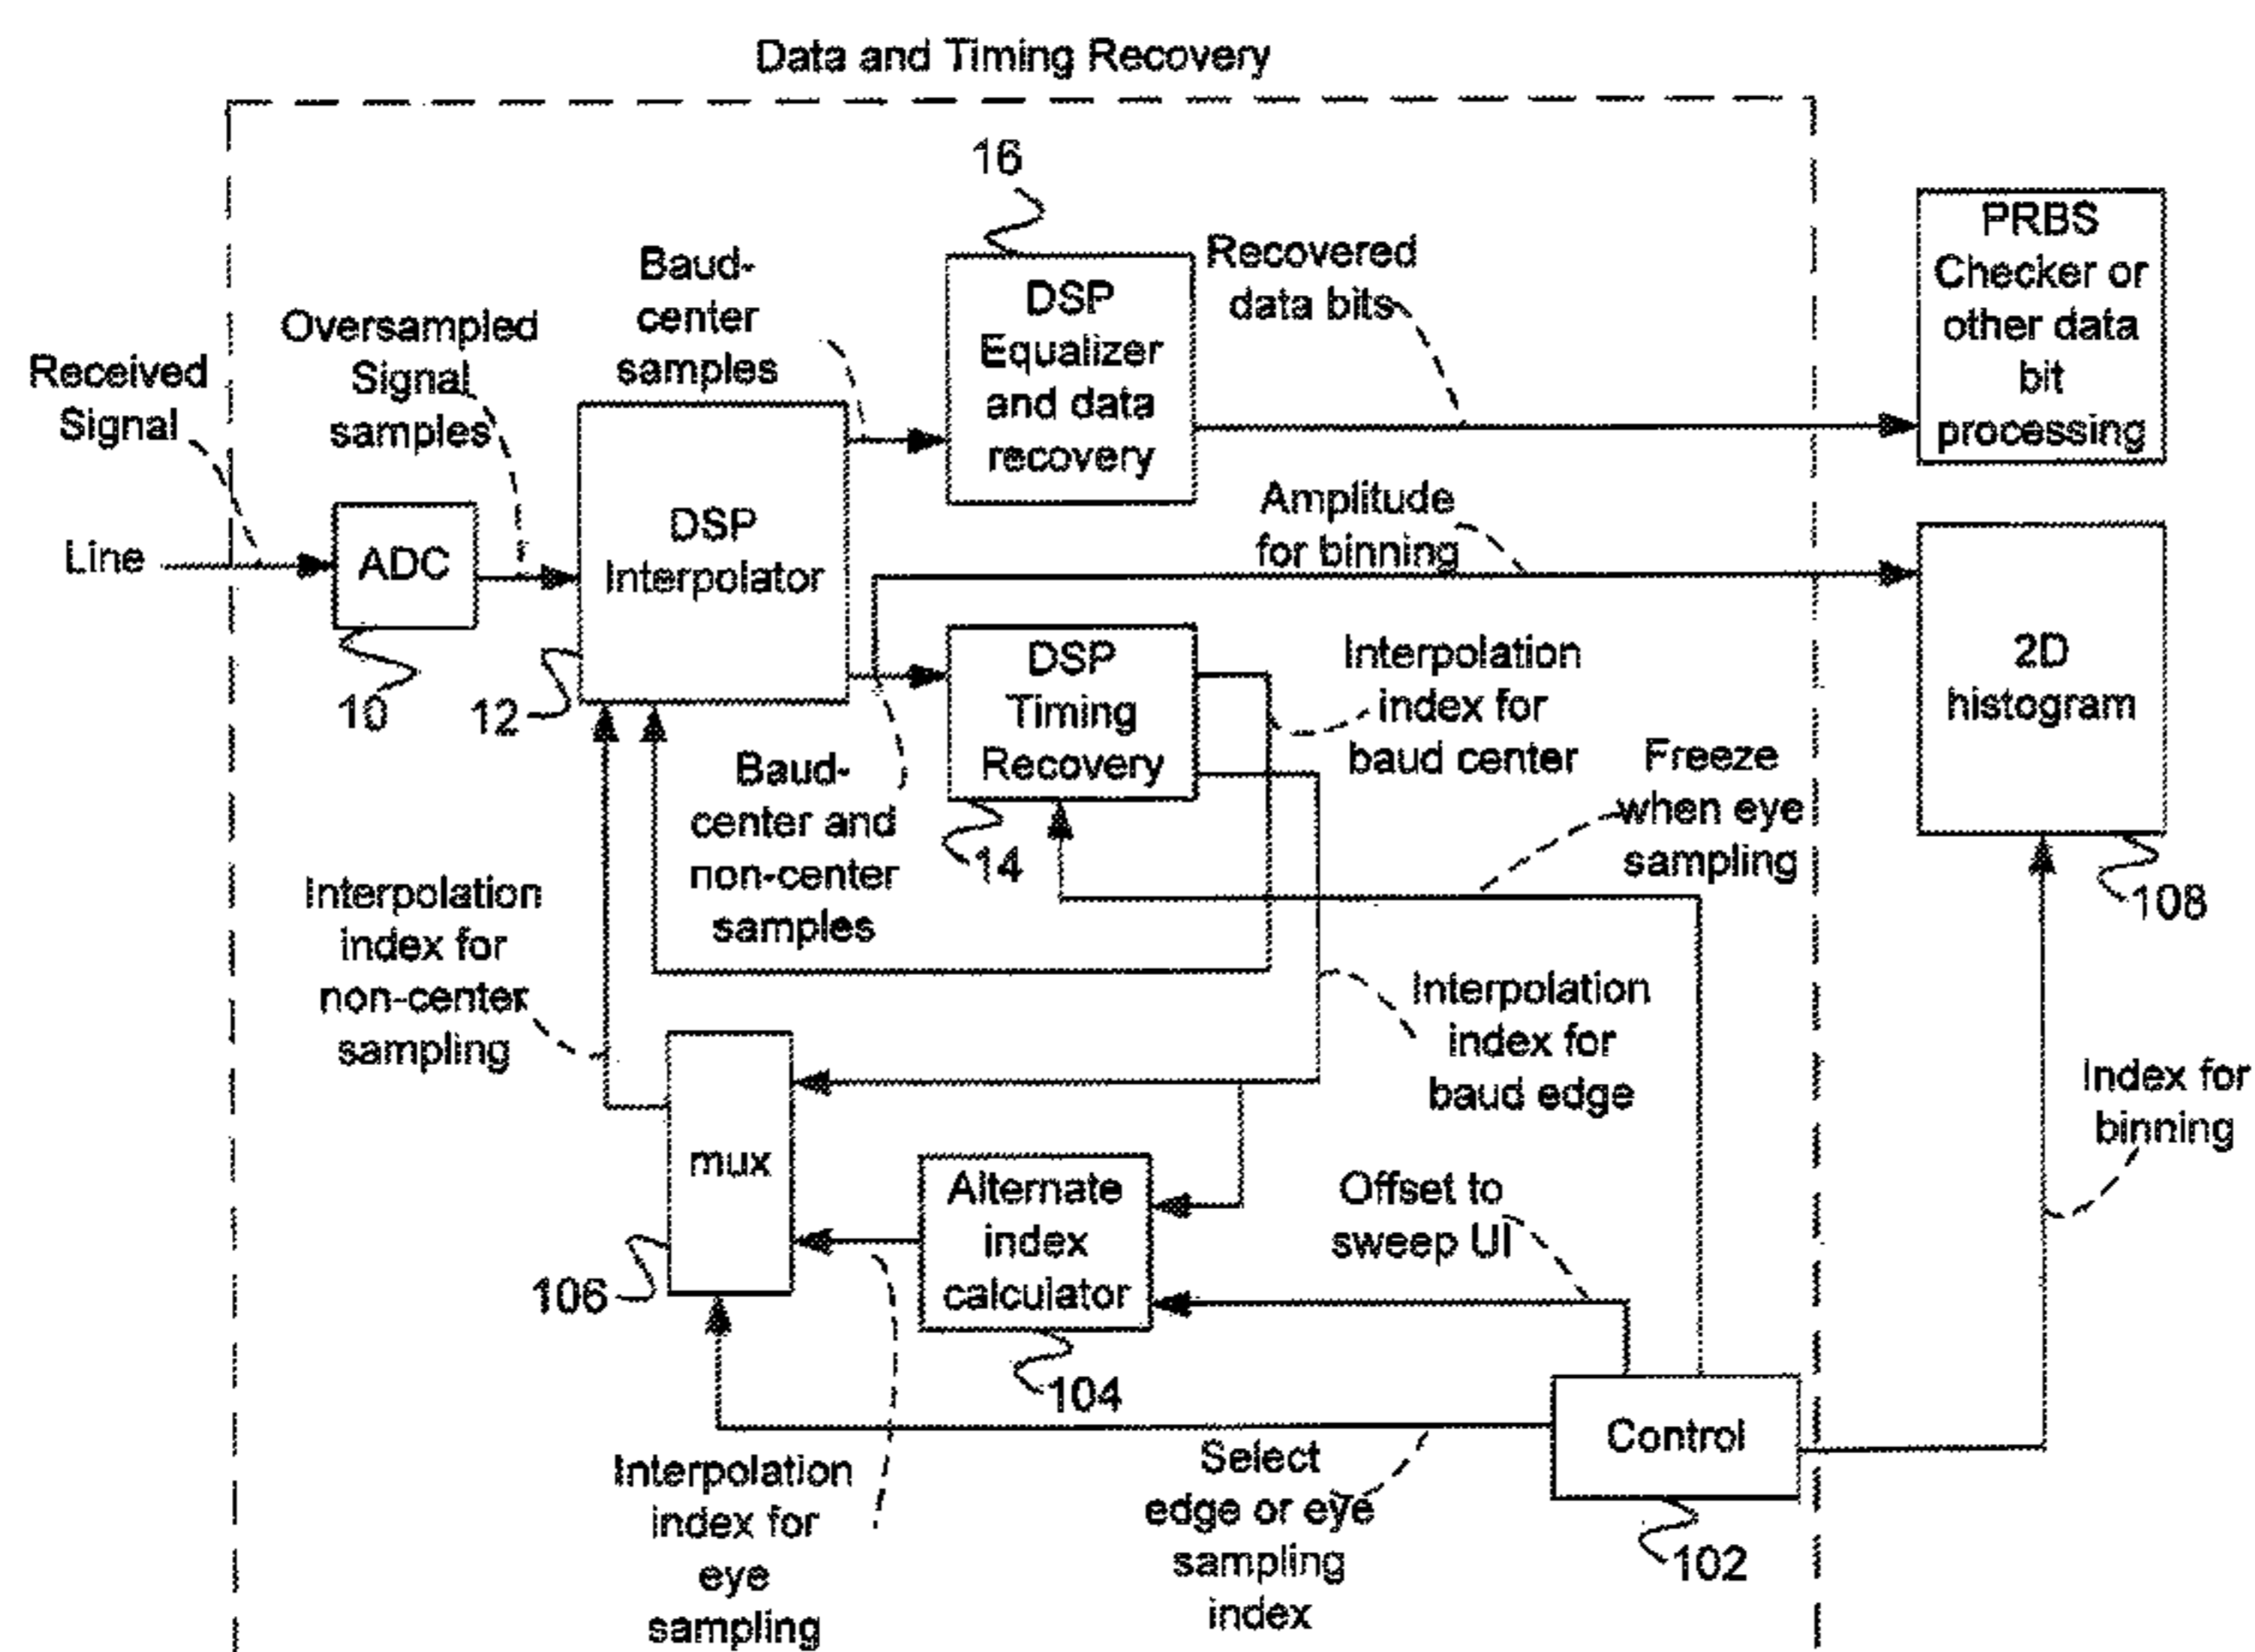 Data and Timing Recovery
16
PRBS
Checker or
other data
bit
processing
Baud-
center
samples
DSP
Equalizer
and data
recovery
Recovered
data bits
Oversampled
Signal
samples
Received
Signal
Line
ADC
10
DSP
Interpolator
12
Amplitude
for binning
2D
histogram
108
DSP
Timing
Recovery
14
Interpolation
index for
baud center
Freeze
when eye
sampling
Baud-
center and
non-center
samples
Interpolation
index for
non-center
sampling
Interpolation
index for
baud edge
Index for
binning
mux
106
Alternate
index
calculator
104
Offset to
sweep UI
Control
102
Interpolation
index for
eye
sampling
Select
edge or eye
sampling
index